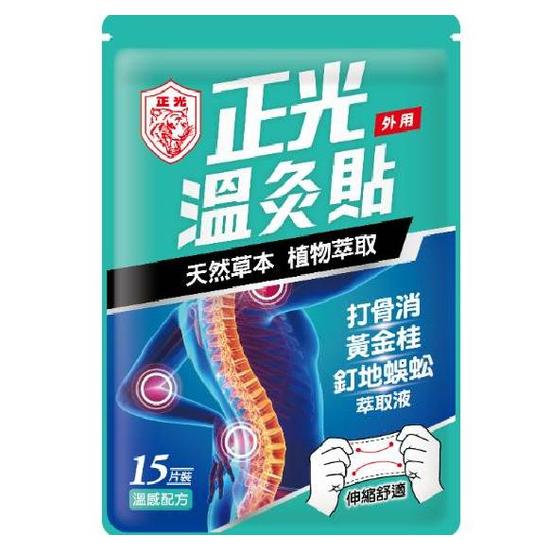 正光
正光
外用
溫灸貼
天然草本 植物萃取
打骨消
黃金桂
釘地蜈蚣
萃取液
15片裝
溫感配方
伸縮舒適